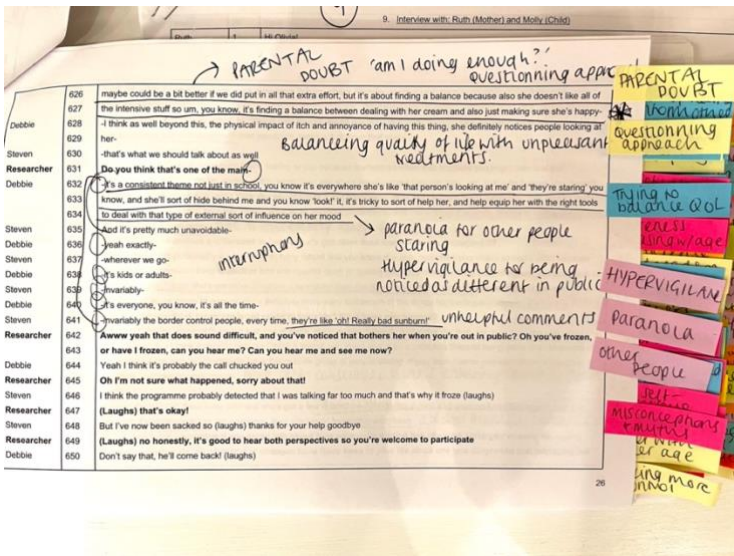 9. Interview with: Ruth (Mother) and Molly (Child)
Ruth 1
PARENTAL DOUBT 'am I doing enough?'
questionning
626 maybe could be a bit better if we did put in all that extra effort, but it's about finding a balance because also she doesn't like all of
627 the intensive stuff so um, you know, it's finding a balance between dealing with her cream and also just making sure she's happy-
Debbie 628 -I think as well beyond this, the physical impact of itch and annoyance of having this thing, she definitely notices people looking at
629 her-
Balanceing quality of life with unpleasant treatments.
Steven 630 -that's what we should talk about as well
Researcher 631 Do you think that's one of the main-
Debbie 632 -it's a consistent theme not just in school, you know it's everywhere she's like 'that person's looking at me' and 'they're staring' you
633 know, and she'll sort of hide behind me and you know 'look!' it, it's tricky to sort of help her, and help equip her with the right tools
634 to deal with that type of external sort of influence on her mood
Steven 635 -And it's pretty much unavoidable-
Debbie 636 -yeah exactly-
Steven 637 -wherever we go-
Debbie 638 -it's kids or adults-
Steven 639 -invariably-
Debbie 640 -it's everyone, you know, it's all the time-
Steven 641 -invariably the border control people, every time, they're like 'oh! Really bad sunburn!'
interruptions
paranoia for other people staring
Hypervigilance for being noticed as different in public
unhelpful comments
Researcher 642 Awww yeah that does sound difficult, and you've noticed that bothers her when you're out in public? Oh you've frozen,
643 or have I frozen, can you hear me? Can you hear me and see me now?
Debbie 644 Yeah I think it's probably the call chucked you out
Researcher 645 Oh I'm not sure what happened, sorry about that!
Steven 646 I think the programme probably detected that I was talking far too much and that's why it froze (laughs)
Researcher 647 (Laughs) that's okay!
Steven 648 But I've now been sacked so (laughs) thanks for your help goodbye
Researcher 649 (Laughs) no honestly, it's good to hear both perspectives so you're welcome to participate
Debbie 650 Don't say that, he'll come back! (laughs)
26
PARENTAL DOUBT
Questioning approach
Trying to balance QOL
HYPERVIGILAN
Paranoia
other people
self-
misconceptions + myths
er age
ing more